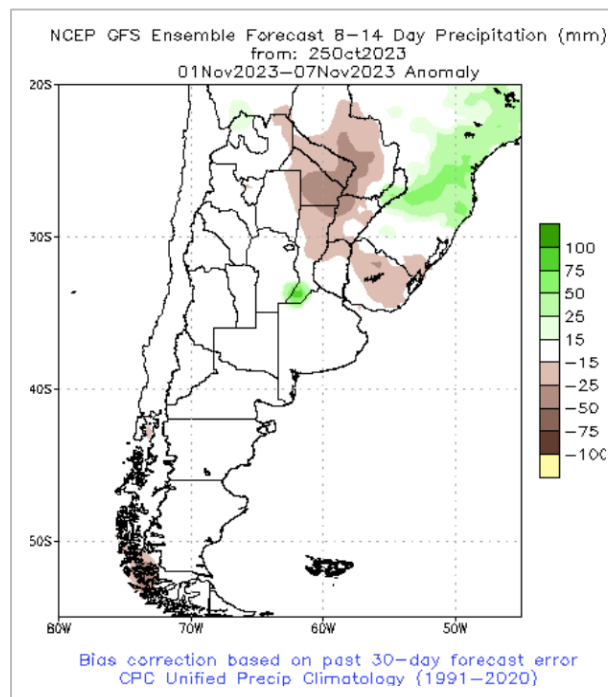 NCEP GFS Ensemble Forecast 8-14 Day Precipitation (mm)
from: 25Oct2023
01Nov2023-07Nov2023 Anomaly
20S
30S
40S
50S
80W
70W
60W
50W
100
75
50
25
15
-15
-25
-50
-75
-100
Bias correction based on past 30-day forecast error
CPC Unified Precip Climatology (1991-2020)